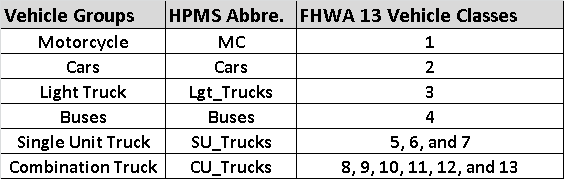 Vehicle Groups HPMS Abbre. FHWA 13 Vehicle Classes
Motorcycle MC 1
Cars Cars 2
Light Truck Lgt_Trucks 3
Buses Buses 4
Single Unit Truck SU_Trucks 5, 6, and 7
Combination Truck CU_Trucks 8, 9, 10, 11, 12, and 13